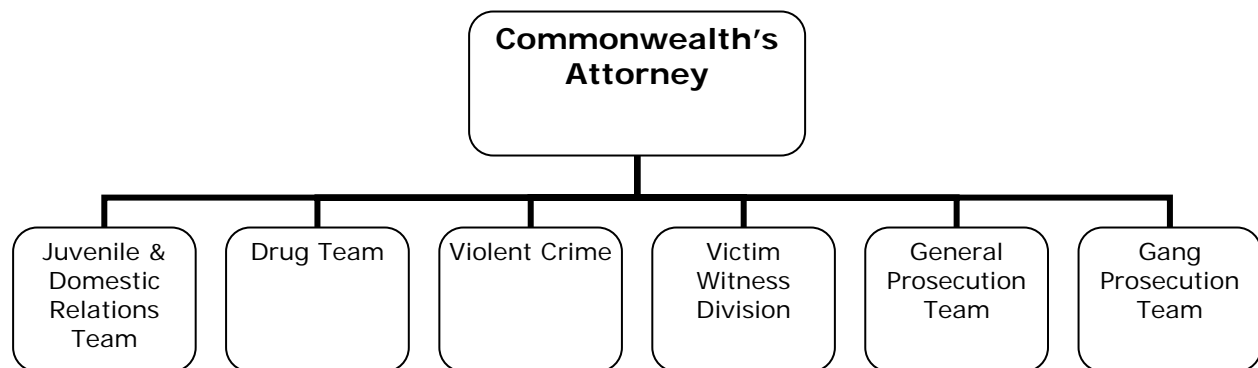 Commonwealth's
Attorney
Juvenile &
Domestic
Relations
Team
Drug Team
Violent Crime
Victim
Witness
Division
General
Prosecution
Team
Gang
Prosecution
Team